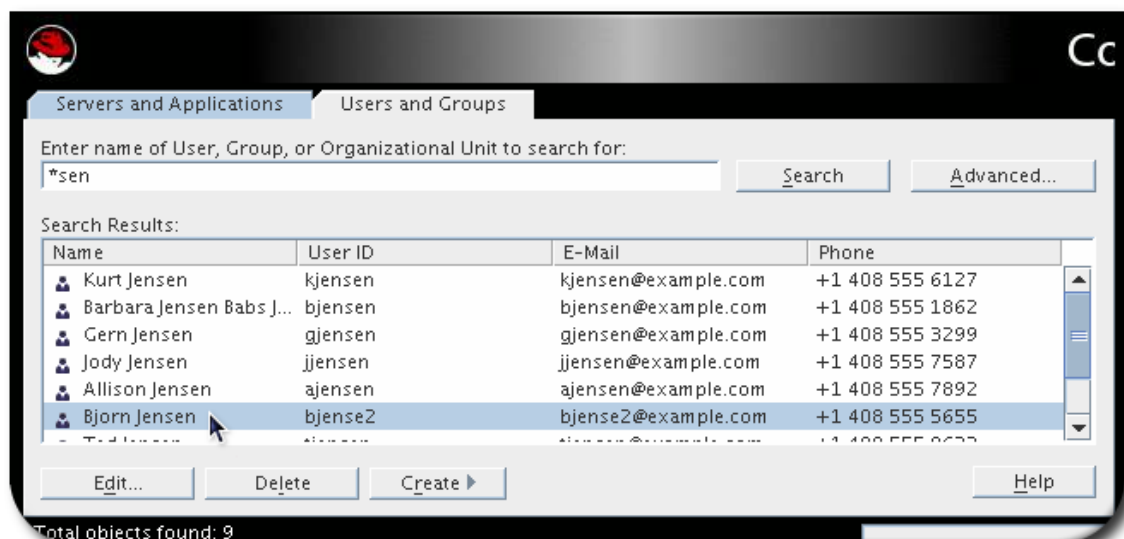 Co
Servers and Applications Users and Groups
Enter name of User, Group, or Organizational Unit to search for:
*sen Search Advanced...
Search Results:
Name User ID E-Mail Phone
Kurt Jensen kjensen kjensen@example.com +1 408 555 6127
Barbara Jensen Babs J... bjensen bjensen@example.com +1 408 555 1862
Gern Jensen gjensen gjensen@example.com +1 408 555 3299
Jody Jensen jjensen jjensen@example.com +1 408 555 7587
Allison Jensen ajensen ajensen@example.com +1 408 555 7892
Bjorn Jensen bjense2 bjense2@example.com +1 408 555 5655
Edit... Delete Create Help
Total objects found: 9